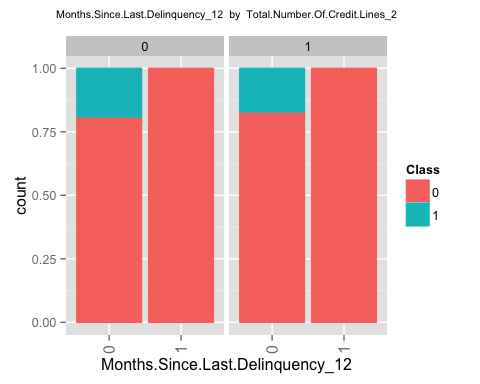 Months.Since.Last.Delinquency_12 by Total.Number.Of.Credit.Lines_2
0 1
1.00
0.75
0.50
0.25
0.00
count
0 1 0 1
Months.Since.Last.Delinquency_12
Class
0
1